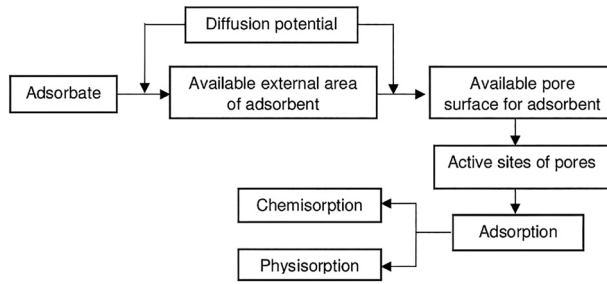 Diffusion potential
Adsorbate
Available external area
of adsorbent
Available pore
surface for adsorbent
Active sites of pores
Chemisorption
Adsorption
Physisorption